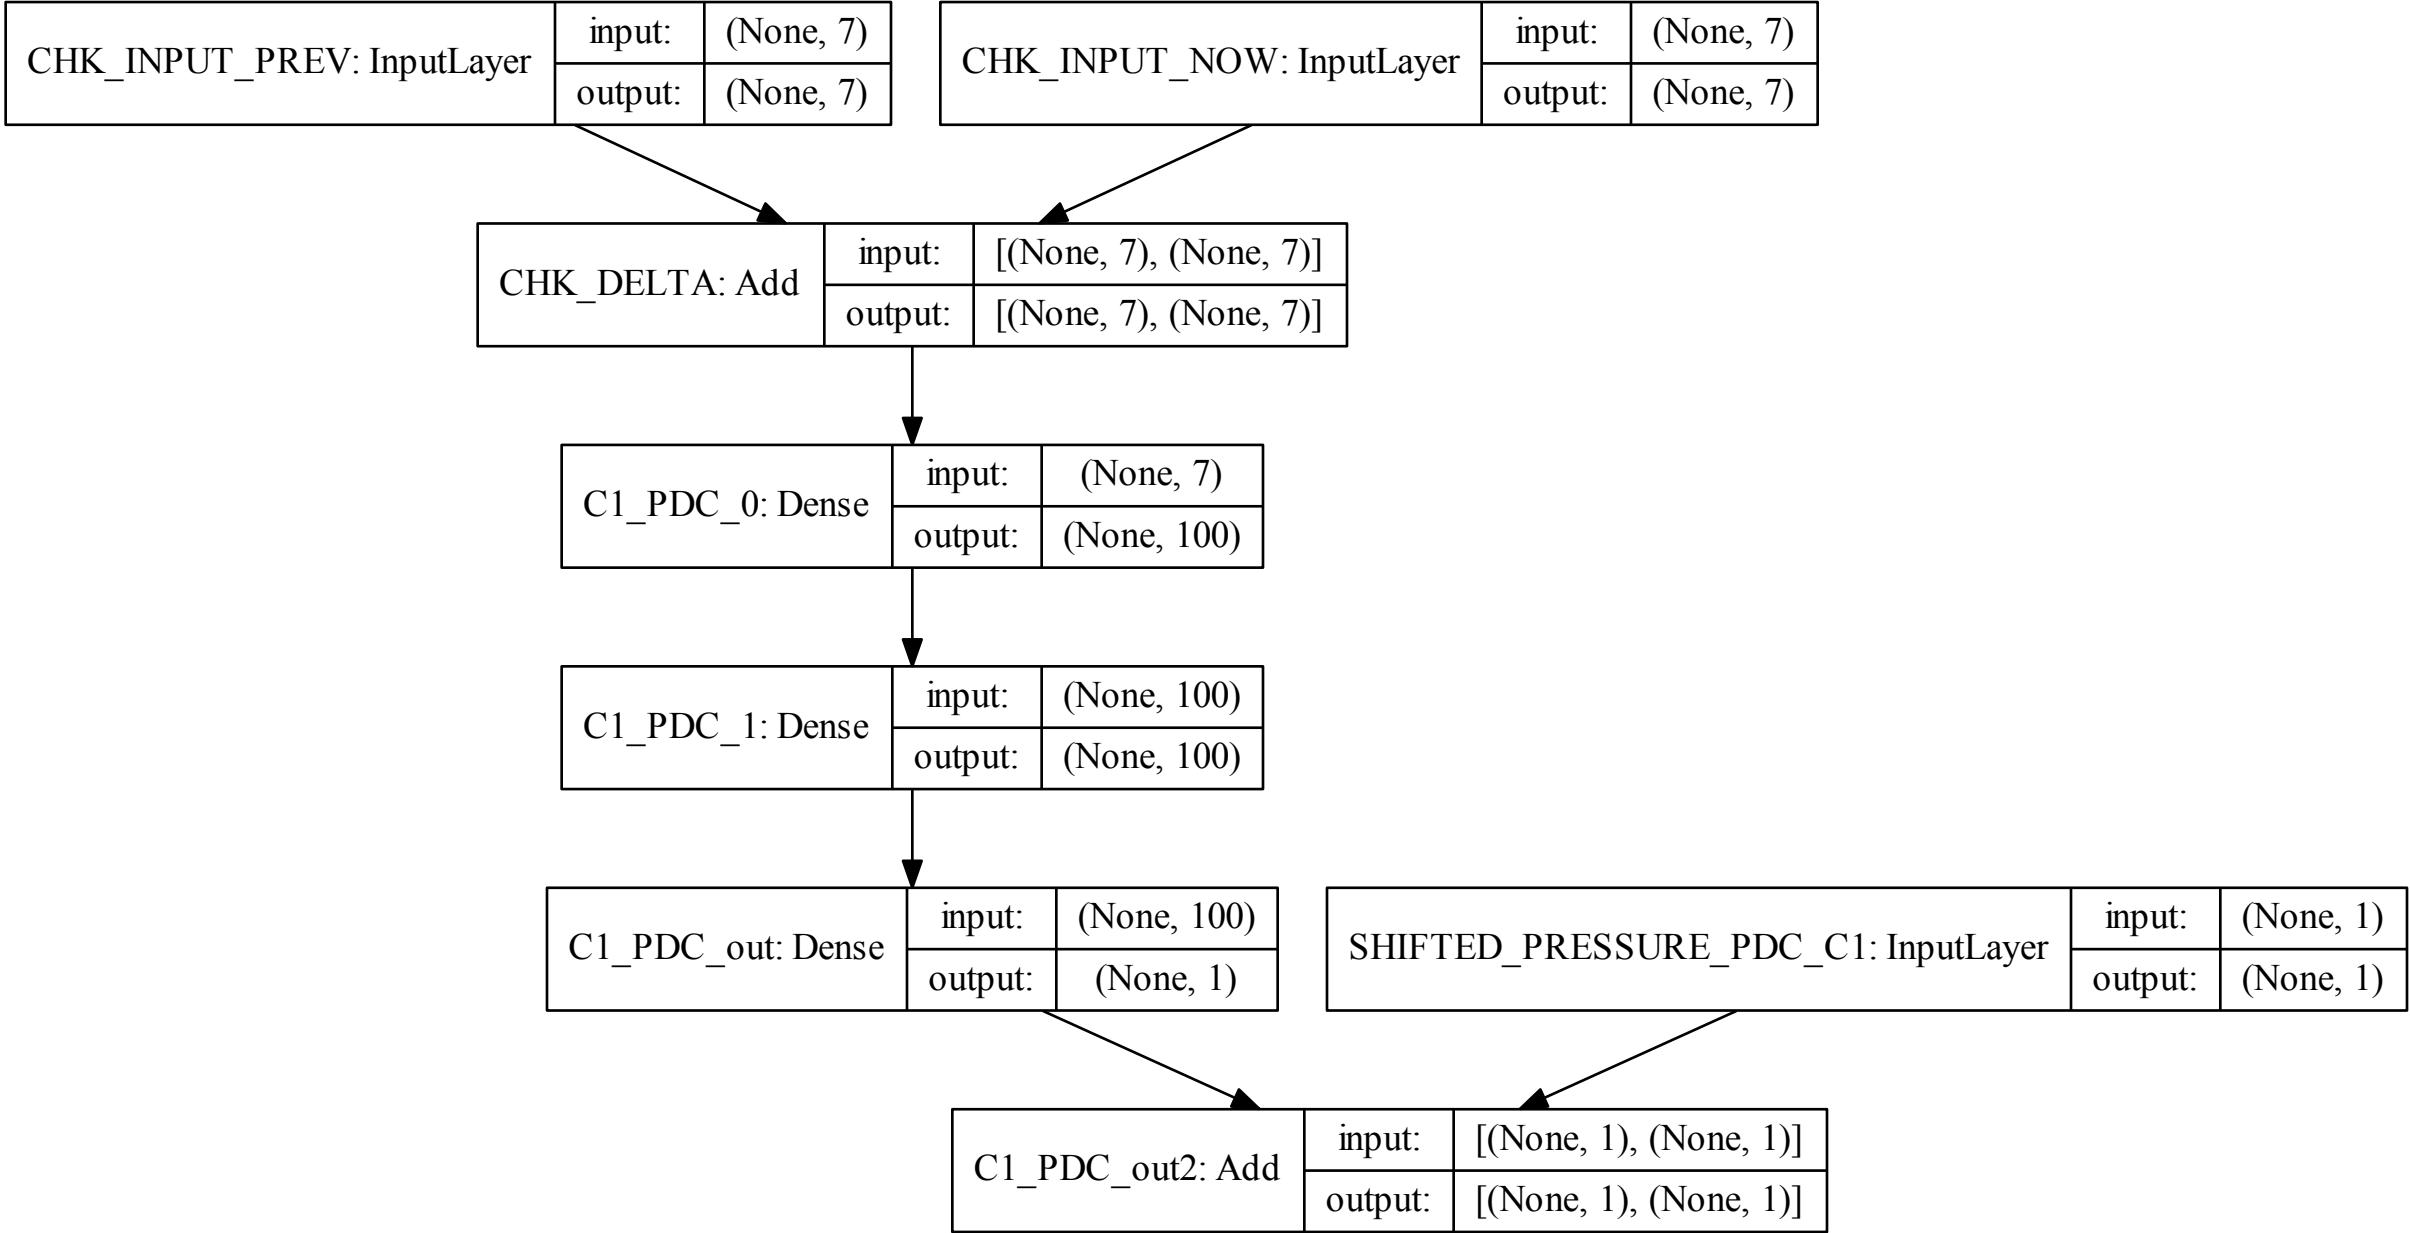 CHK_INPUT_PREV: InputLayer
input:
(None, 7)
output:
(None, 7)
CHK_INPUT_NOW: InputLayer
input:
(None, 7)
output:
(None, 7)
CHK_DELTA: Add
input:
[(None, 7), (None, 7)]
output:
[(None, 7), (None, 7)]
C1_PDC_0: Dense
input:
(None, 7)
output:
(None, 100)
C1_PDC_1: Dense
input:
(None, 100)
output:
(None, 100)
C1_PDC_out: Dense
input:
(None, 100)
output:
(None, 1)
SHIFTED_PRESSURE_PDC_C1: InputLayer
input:
(None, 1)
output:
(None, 1)
C1_PDC_out2: Add
input:
[(None, 1), (None, 1)]
output:
[(None, 1), (None, 1)]